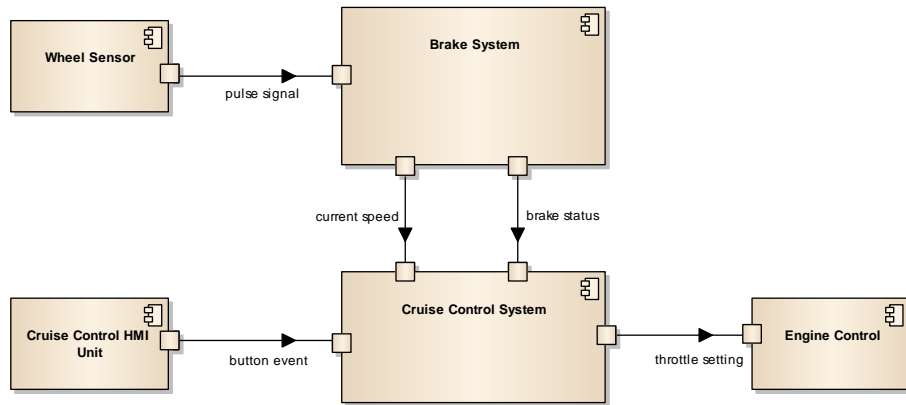 Wheel Sensor
Brake System
pulse signal
current speed
brake status
Cruise Control HMI
Unit
Cruise Control System
Engine Control
button event
throttle setting